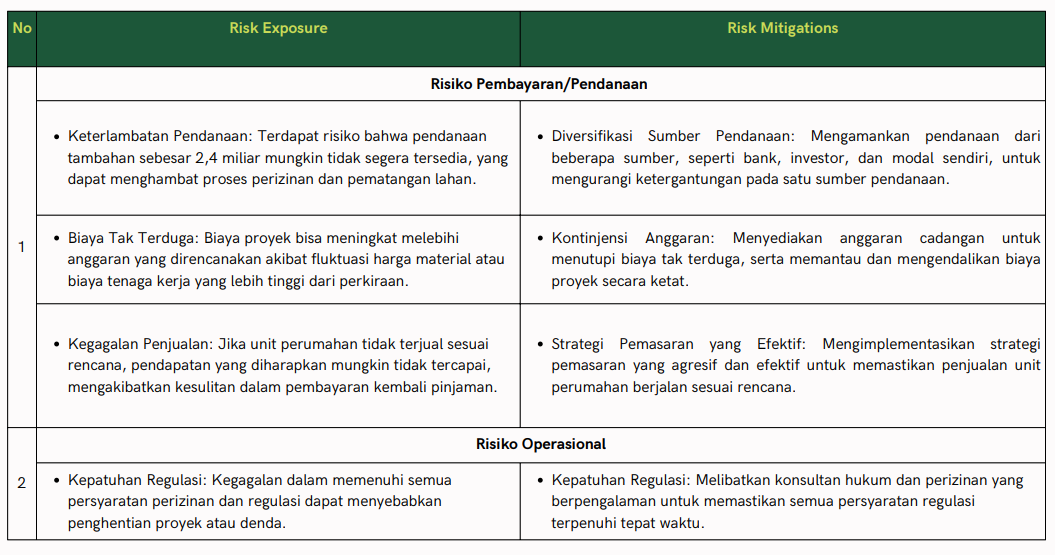 No Risk Exposure Risk Mitigations
Risiko Pembayaran/Pendanaan
1
• Keterlambatan Pendanaan: Terdapat risiko bahwa pendanaan
tambahan sebesar 2,4 miliar mungkin tidak segera tersedia, yang
dapat menghambat proses perizinan dan pematangan lahan.
• Diversifikasi Sumber Pendanaan: Mengamankan pendanaan dari
beberapa sumber, seperti bank, investor, dan modal sendiri, untuk
mengurangi ketergantungan pada satu sumber pendanaan.
• Biaya Tak Terduga: Biaya proyek bisa meningkat melebihi
anggaran yang direncanakan akibat fluktuasi harga material atau
biaya tenaga kerja yang lebih tinggi dari perkiraan.
• Kontinjensi Anggaran: Menyediakan anggaran cadangan untuk
menutupi biaya tak terduga, serta memantau dan mengendalikan biaya
proyek secara ketat.
• Kegagalan Penjualan: Jika unit perumahan tidak terjual sesuai
rencana, pendapatan yang diharapkan mungkin tidak tercapai,
mengakibatkan kesulitan dalam pembayaran kembali pinjaman.
• Strategi Pemasaran yang Efektif: Mengimplementasikan strategi
pemasaran yang agresif dan efektif untuk memastikan penjualan unit
perumahan berjalan sesuai rencana.
Risiko Operasional
2
• Kepatuhan Regulasi: Kegagalan dalam memenuhi semua
persyaratan perizinan dan regulasi dapat menyebabkan
penghentian proyek atau denda.
• Kepatuhan Regulasi: Melibatkan konsultan hukum dan perizinan yang
berpengalaman untuk memastikan semua persyaratan regulasi
terpenuhi tepat waktu.